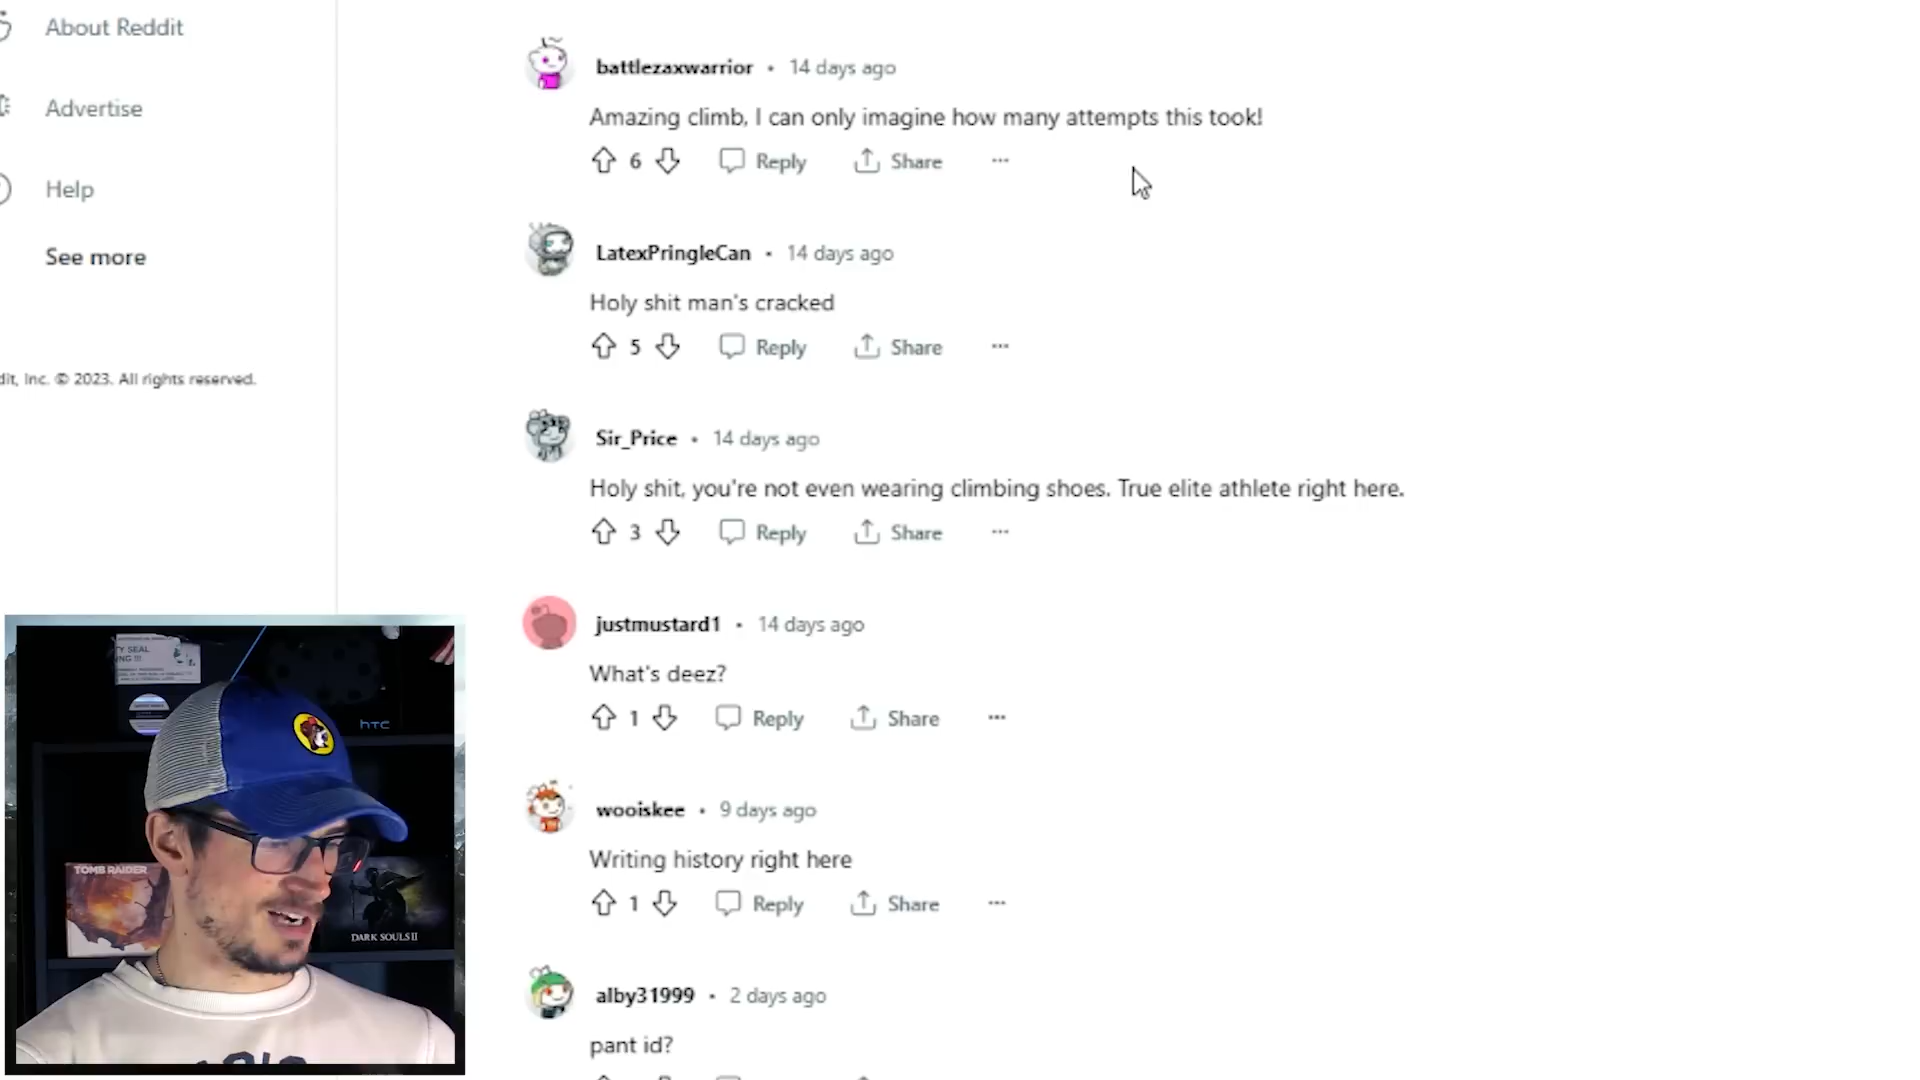 About Reddit
Advertise
Help
See more
dit, Inc. © 2023. All rights reserved.
battlezaxwarrior • 14 days ago
Amazing climb, I can only imagine how many attempts this took!
6 Reply Share ...
LatexPringleCan • 14 days ago
Holy shit man's cracked
5 Reply Share ...
Sir_Price • 14 days ago
Holy shit, you're not even wearing climbing shoes. True elite athlete right here.
3 Reply Share ...
justmustard1 • 14 days ago
What's deez?
1 Reply Share ...
wooiskee • 9 days ago
Writing history right here
1 Reply Share ...
alby31999 • 2 days ago
pant id?
Y SEAL
NG !!!
hTC
TOMB RAIDER
DARK SOULS II